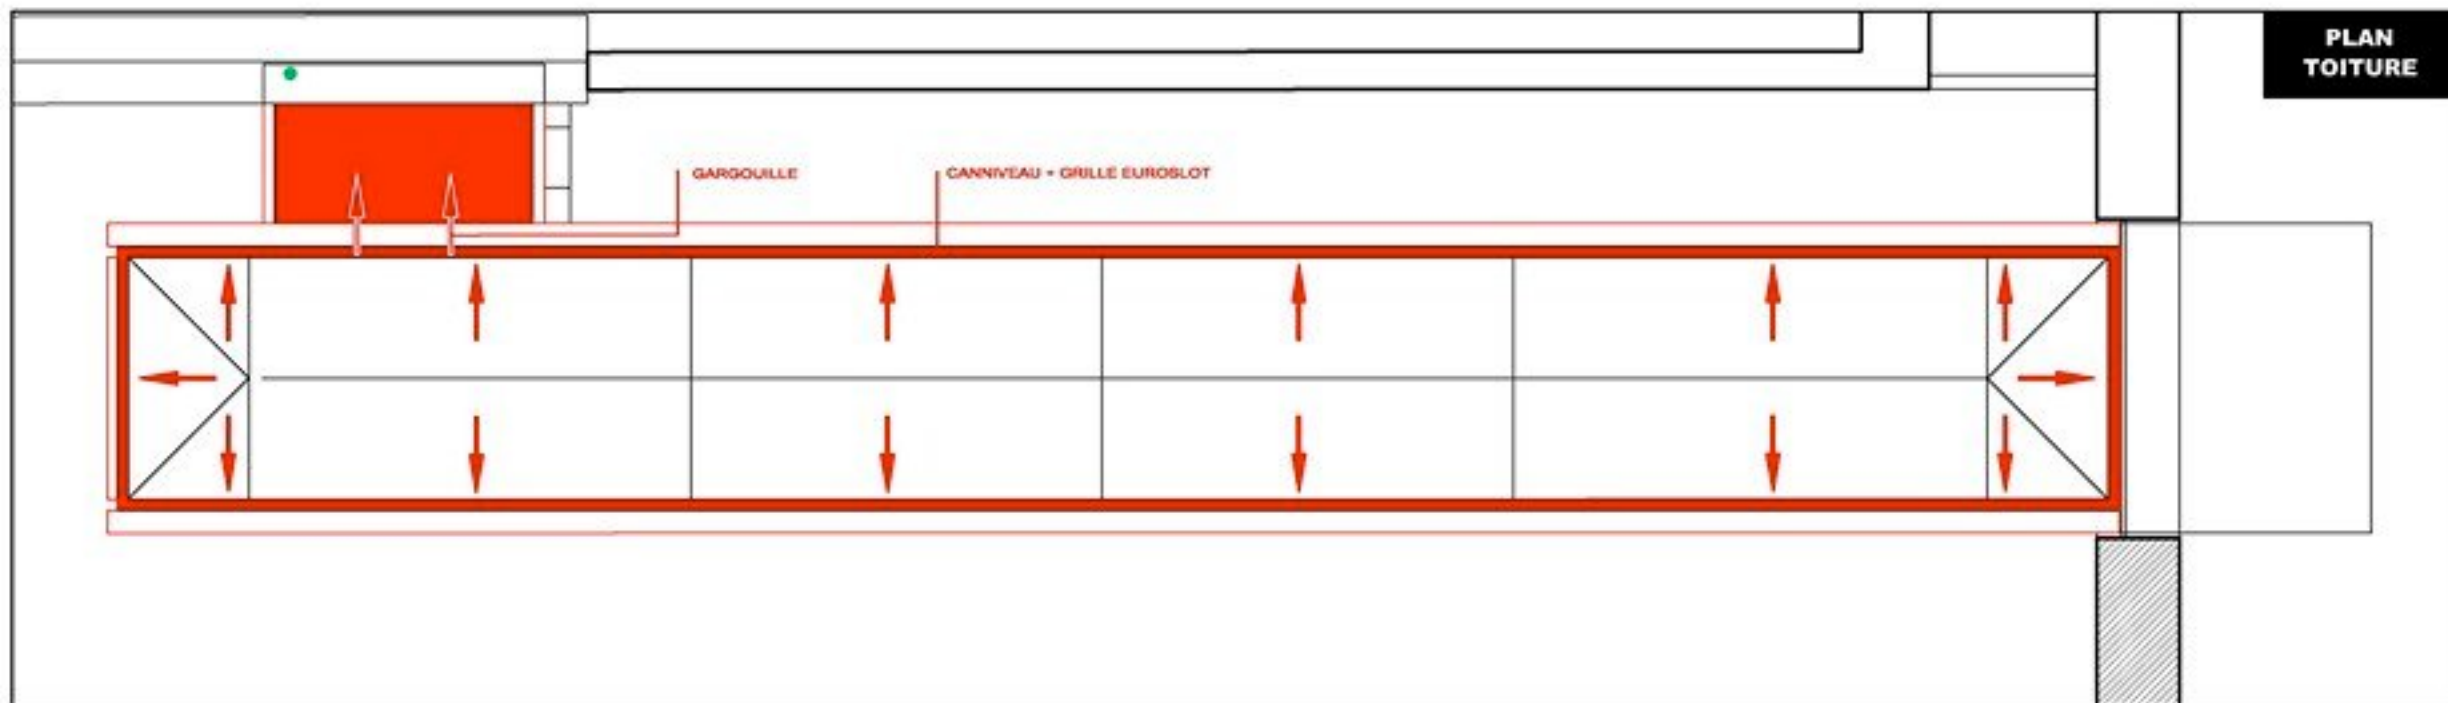 PLAN
TOITURE
GARGOUILLE
CANNIVEAU + GRILLE EUROSLOT